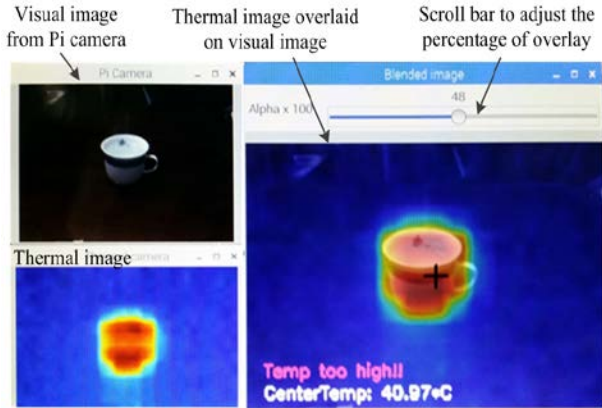 Visual image
from Pi camera
Thermal image overlaid
on visual image
Scroll bar to adjust the
percentage of overlay
Pi Camera
Blended image
Alpha x 100
48
Thermal image
camera
Temp too high!!
CenterTemp: 40.97°C